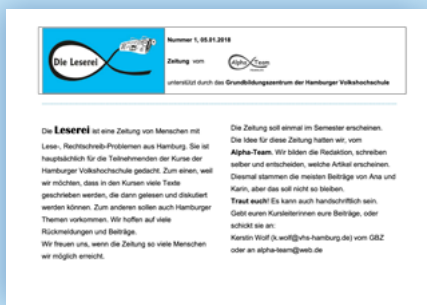 Die Leserei
Nummer 1, 05.01.2018
Zeitung vom
Alpha Team
unterstützt durch das Grundbildungszentrum der Hamburger Volkshochschule
Die Leserei ist eine Zeitung von Menschen mit
Lese-, Rechtschreib-Problemen aus Hamburg. Sie ist
hauptsächlich für die Teilnehmenden der Kurse der
Hamburger Volkshochschule gedacht. Zum einen, weil
wir möchten, dass in den Kursen viele Texte
geschrieben werden, die dann gelesen und diskutiert
werden können. Zum anderen sollen auch Hamburger
Themen vorkommen. Wir hoffen auf viele
Rückmeldungen und Beiträge.
Wir freuen uns, wenn die Zeitung so viele Menschen
wir möglich erreicht.
Die Zeitung soll einmal im Semester erscheinen.
Die Idee für diese Zeitung hatten wir, vom
Alpha-Team. Wir bilden die Redaktion, schreiben
selber und entscheiden, welche Artikel erscheinen.
Diesmal stammen die meisten Beiträge von Ana und
Karin, aber das soll nicht so bleiben.
Traut euch! Es kann auch handschriftlich sein.
Gebt euren Kursleiterinnen eure Beiträge, oder
schickt sie an:
Kerstin Wolf (k.wolf@vhs-hamburg.de) vom GBZ
oder an alpha-team@web.de